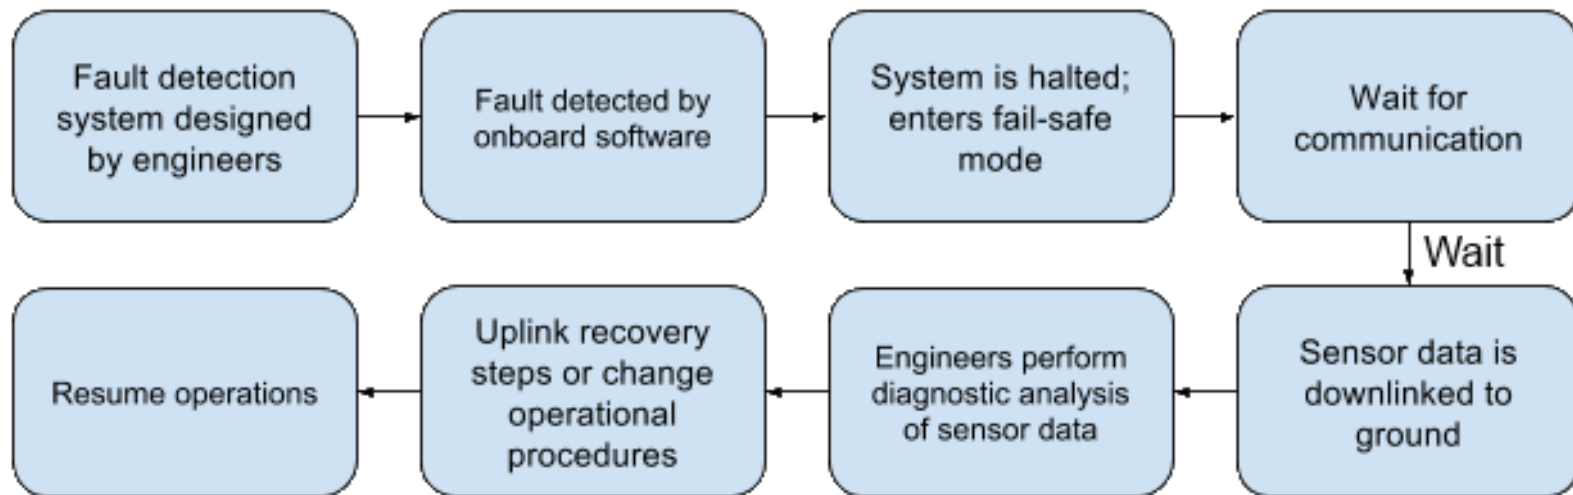 Fault detection
system designed
by engineers
Fault detected by
onboard software
System is halted;
enters fail-safe
mode
Wait for
communication
Wait
Sensor data is
downlinked to
ground
Engineers perform
diagnostic analysis
of sensor data
Uplink recovery
steps or change
operational
procedures
Resume operations